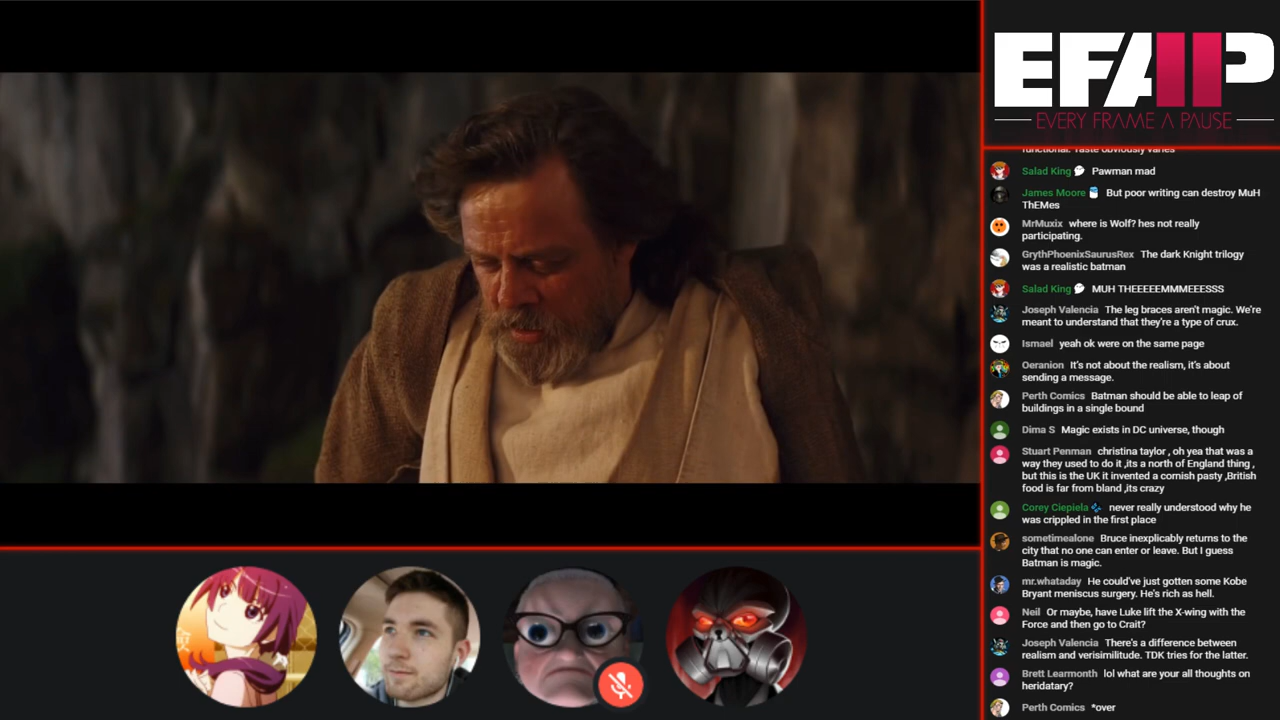 EFAP
EVERY FRAME A PAUSE
functional. Taste obviously varies
Salad King Pawman mad
James Moore But poor writing can destroy MuH
ThEMes
MrMuxix where is Wolf? hes not really
participating.
GrythPhoenixSaurusRex The dark Knight trilogy
was a realistic batman
Salad King MUH THEEEEEMMMEEESSS
Joseph Valencia The leg braces aren't magic. We're
meant to understand that they're a type of crux.
Ismael yeah ok were on the same page
Oeranion It's not about the realism, it's about
sending a message.
Perth Comics Batman should be able to leap of
buildings in a single bound
Dima S Magic exists in DC universe, though
Stuart Penman christina taylor , oh yea that was a
way they used to do it ,its a north of England thing ,
but this is the UK it invented a cornish pasty ,British
food is far from bland ,its crazy
Corey Ciepiela never really understood why he
was crippled in the first place
sometimealone Bruce inexplicably returns to the
city that no one can enter or leave. But I guess
Batman is magic.
mr.whataday He could've just gotten some Kobe
Bryant meniscus surgery. He's rich as hell.
Neil Or maybe, have Luke lift the X-wing with the
Force and then go to Crait?
Joseph Valencia There's a difference between
realism and verisimilitude. TDK tries for the latter.
Brett Learmonth lol what are your all thoughts on
heridatary?
Perth Comics *over